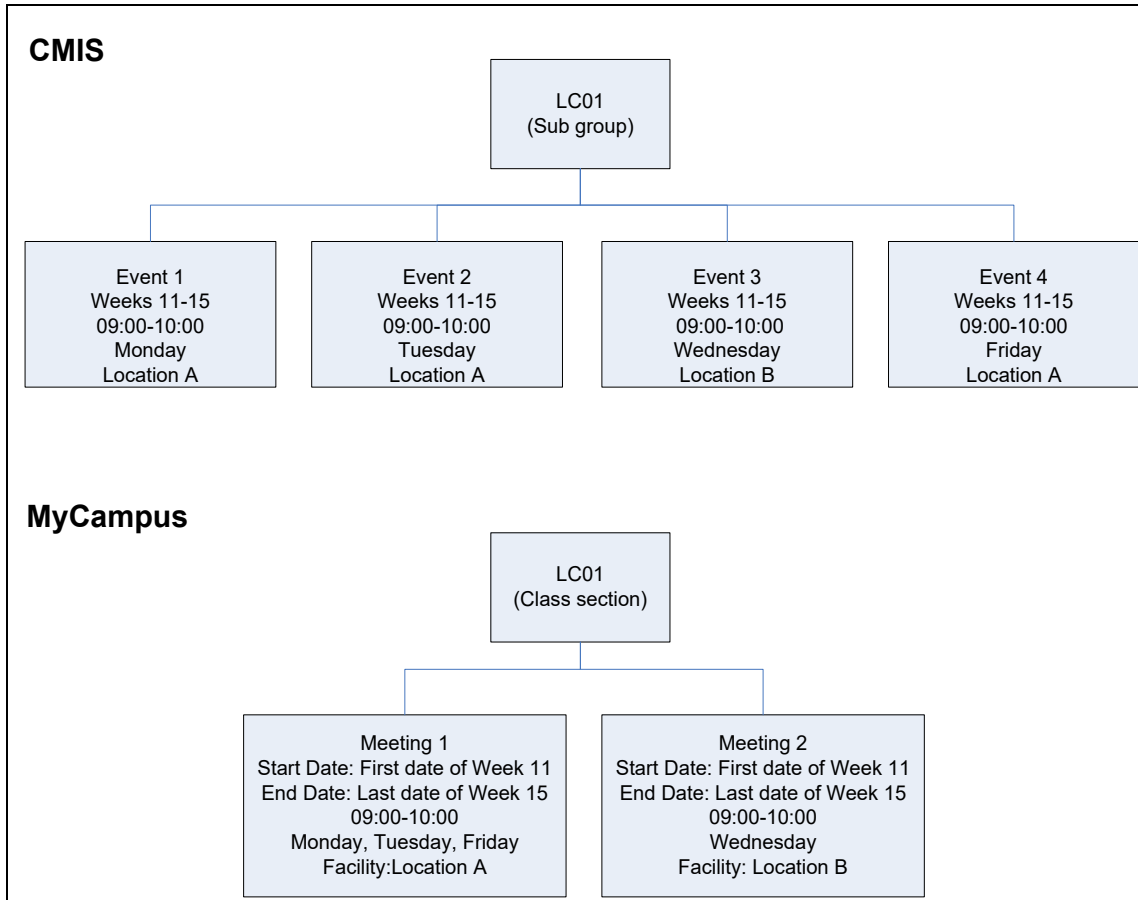 CMIS
LC01
(Sub group)
Event 1
Weeks 11-15
09:00-10:00
Monday
Location A
Event 2
Weeks 11-15
09:00-10:00
Tuesday
Location A
Event 3
Weeks 11-15
09:00-10:00
Wednesday
Location B
Event 4
Weeks 11-15
09:00-10:00
Friday
Location A
MyCampus
LC01
(Class section)
Meeting 1
Start Date: First date of Week 11
End Date: Last date of Week 15
09:00-10:00
Monday, Tuesday, Friday
Facility:Location A
Meeting 2
Start Date: First date of Week 11
End Date: Last date of Week 15
09:00-10:00
Wednesday
Facility: Location B